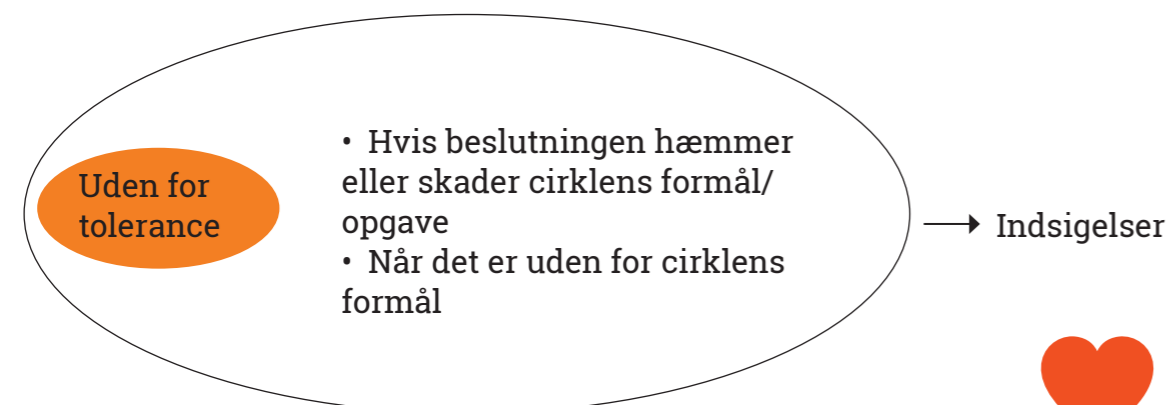 Uden for
tolerance
• Hvis beslutningen hæmmer
eller skader cirklens formål/
opgave
• Når det er uden for cirklens
formål
Indsigelser